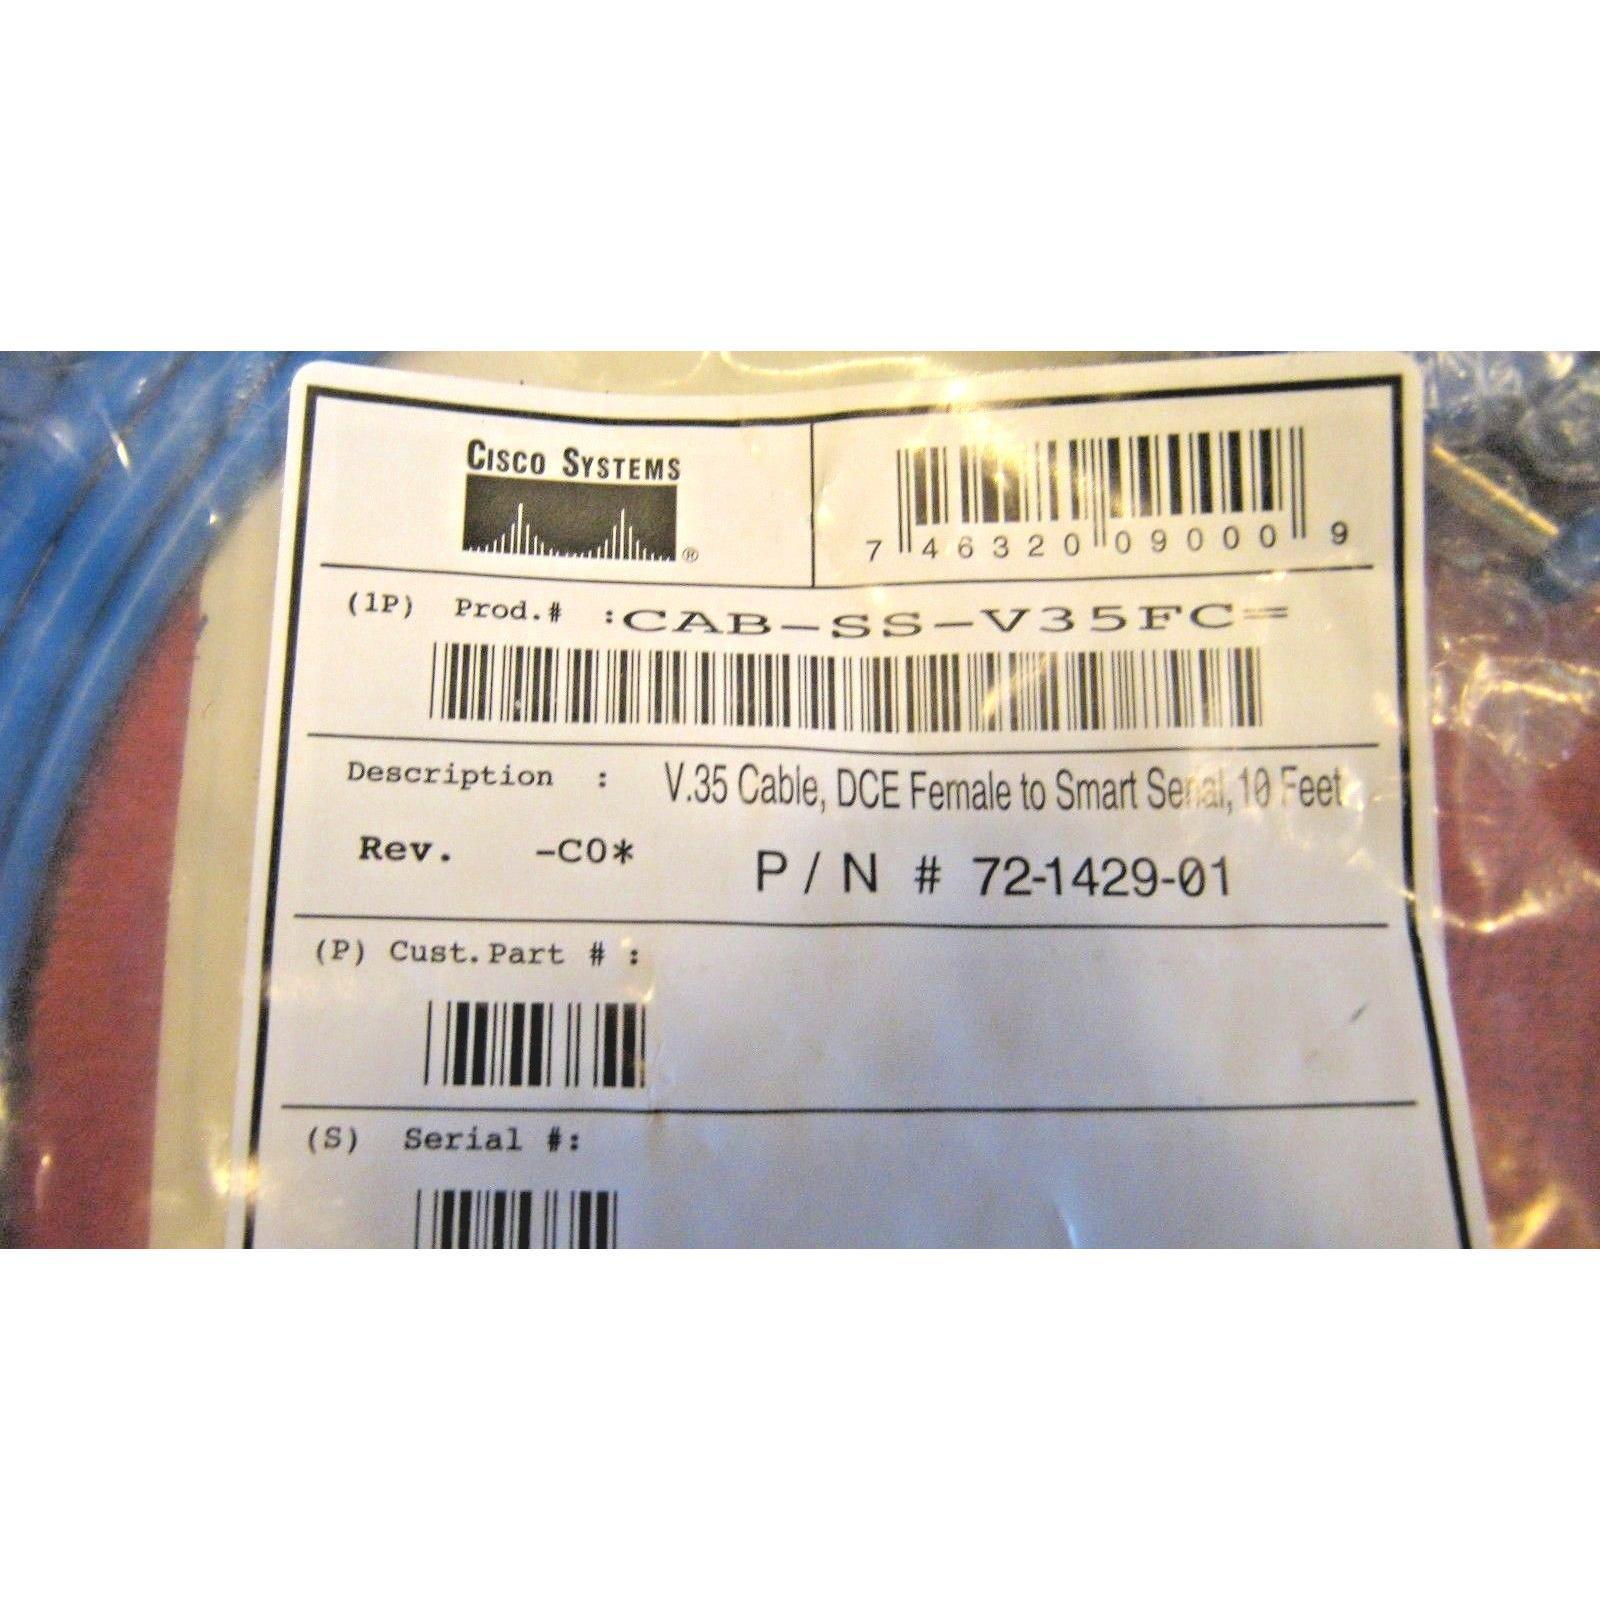 CISCO SYSTEMS
®
7 46320 09000 9
(1P) Prod.# :CAB-SS-V35FC=
Description : V.35 Cable, DCE Female to Smart Serial, 10 Feet
Rev. -C0* P/N # 72-1429-01
(P) Cust.Part # :
(S) Serial #: